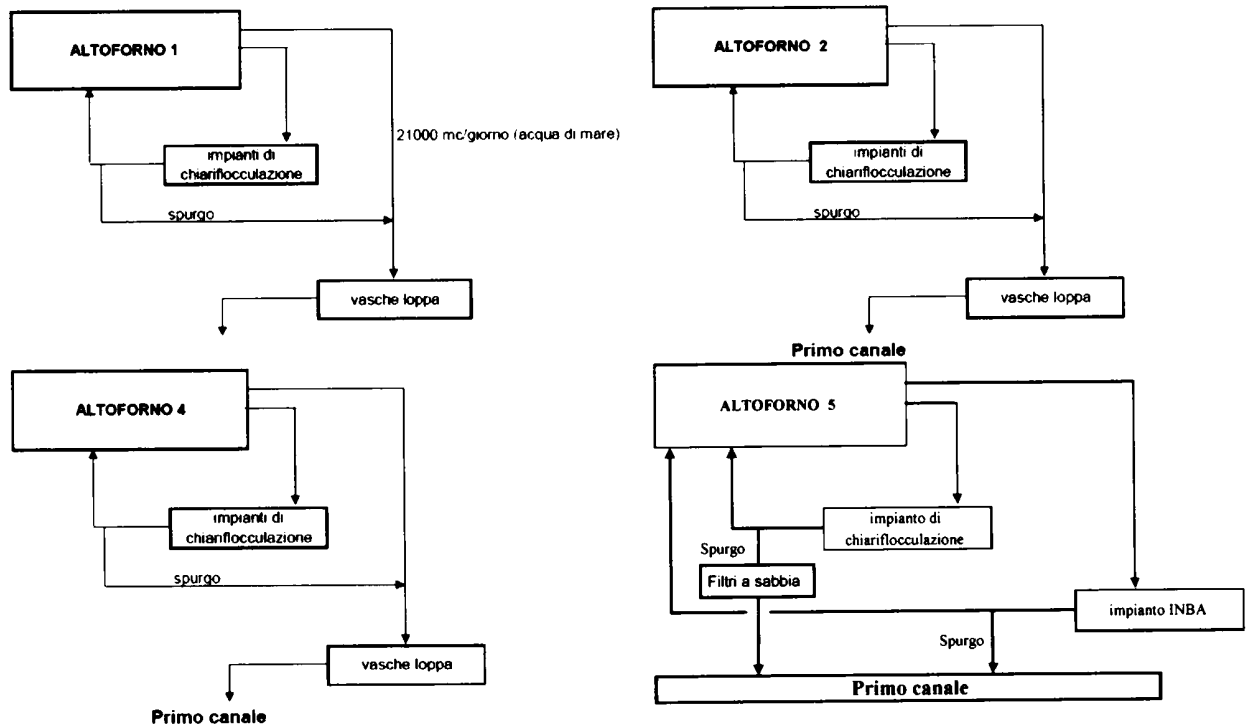 ALTOFORNO 1
21000 mc/giorno (acqua di mare)
impianti di
chiariflocculazione
spurgo
vasche loppa
ALTOFORNO 2
impianti di
chiariflocculazione
spurgo
vasche loppa
Primo canale
ALTOFORNO 4
impianti di
chiariflocculazione
spurgo
vasche loppa
Primo canale
ALTOFORNO 5
impianto di
chiariflocculazione
Spurgo
Filtri a sabbia
impianto INBA
Spurgo
Primo canale